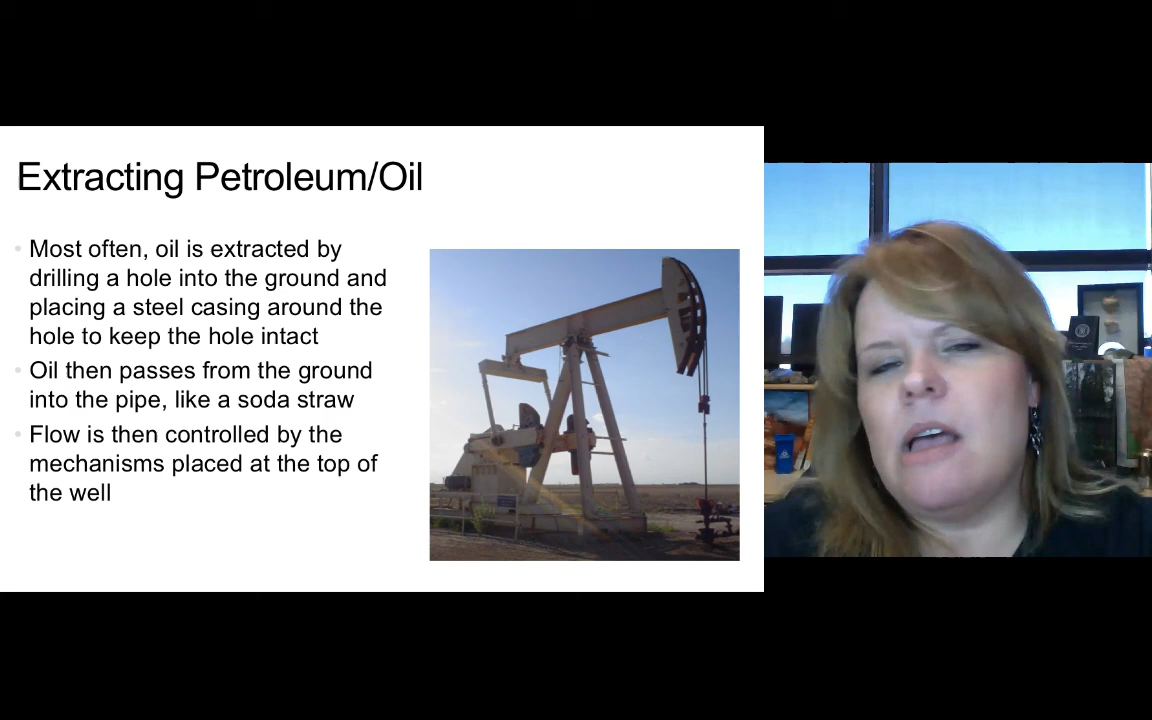 Extracting Petroleum/Oil
Most often, oil is extracted by
drilling a hole into the ground and
placing a steel casing around the
hole to keep the hole intact
Oil then passes from the ground
into the pipe, like a soda straw
Flow is then controlled by the
mechanisms placed at the top of
the well